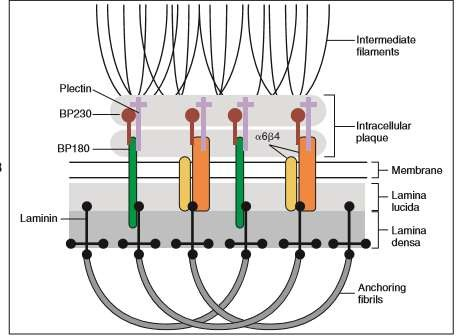 Intermediate
filaments
Plectin
BP230
Intracellular
plaque
α6β4
BP180
Membrane
Lamina
lucida
Laminin
Lamina
densa
Anchoring
fibrils